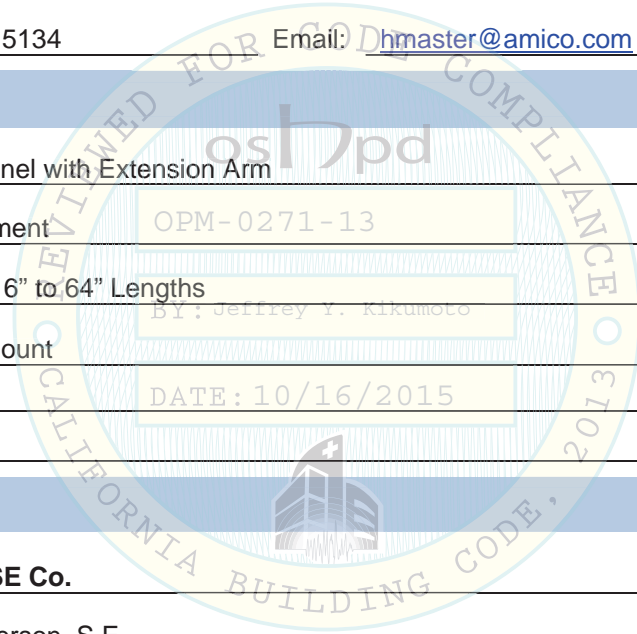 5134 Email: hmaster@amico.com
nel with Extension Arm
ment
6” to 64” Lengths
ount
SE Co.
REVIEWED FOR CODE COMPLIANCE
oshpd
OPM-0271-13
BY: Jeffrey Y. Kikumoto
DATE: 10/16/2015
CALIFORNIA BUILDING CODE, 2013